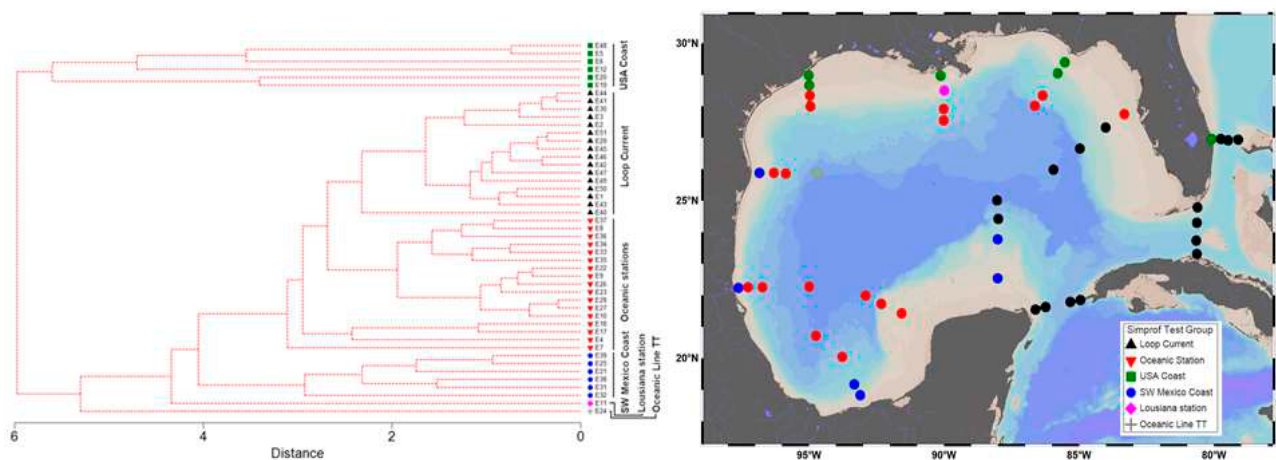 E48
E5
E6
E12
E20
E19
E44
E41
E30
E3
E2
E51
E29
E45
E46
E42
E47
E49
E50
E1
E43
E40
E37
E8
E36
E34
E33
E35
E22
E9
E26
E23
E28
E27
E10
E18
E17
E4
E7
E39
E25
E21
E38
E31
E32
E11
E24
USA Coast
Loop Current
Oceanic stations
SW Mexico Coast
Lousiana station
Oceanic Line TT
6 4 2 0
Distance
30°N
25°N
20°N
95°W 90°W 85°W 80°W
Simprof Test Group
Loop Current
Oceanic Station
USA Coast
SW Mexico Coast
Lousiana station
Oceanic Line TT